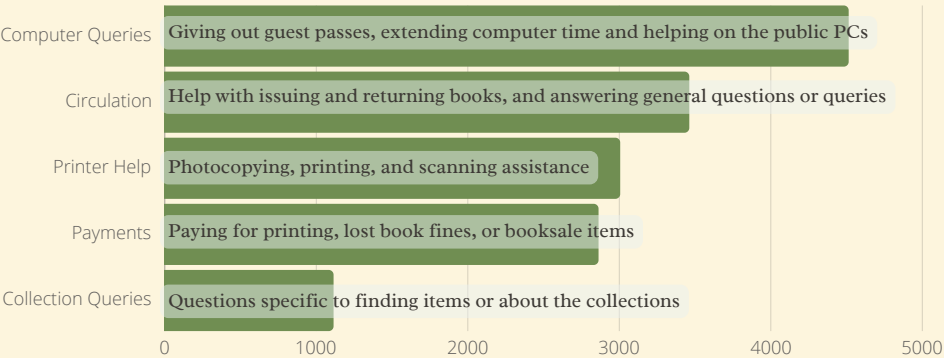 Computer Queries
Giving out guest passes, extending computer time and helping on the public PCs
Circulation
Help with issuing and returning books, and answering general questions or queries
Printer Help
Photocopying, printing, and scanning assistance
Payments
Paying for printing, lost book fines, or booksale items
Collection Queries
Questions specific to finding items or about the collections
0 1000 2000 3000 4000 5000